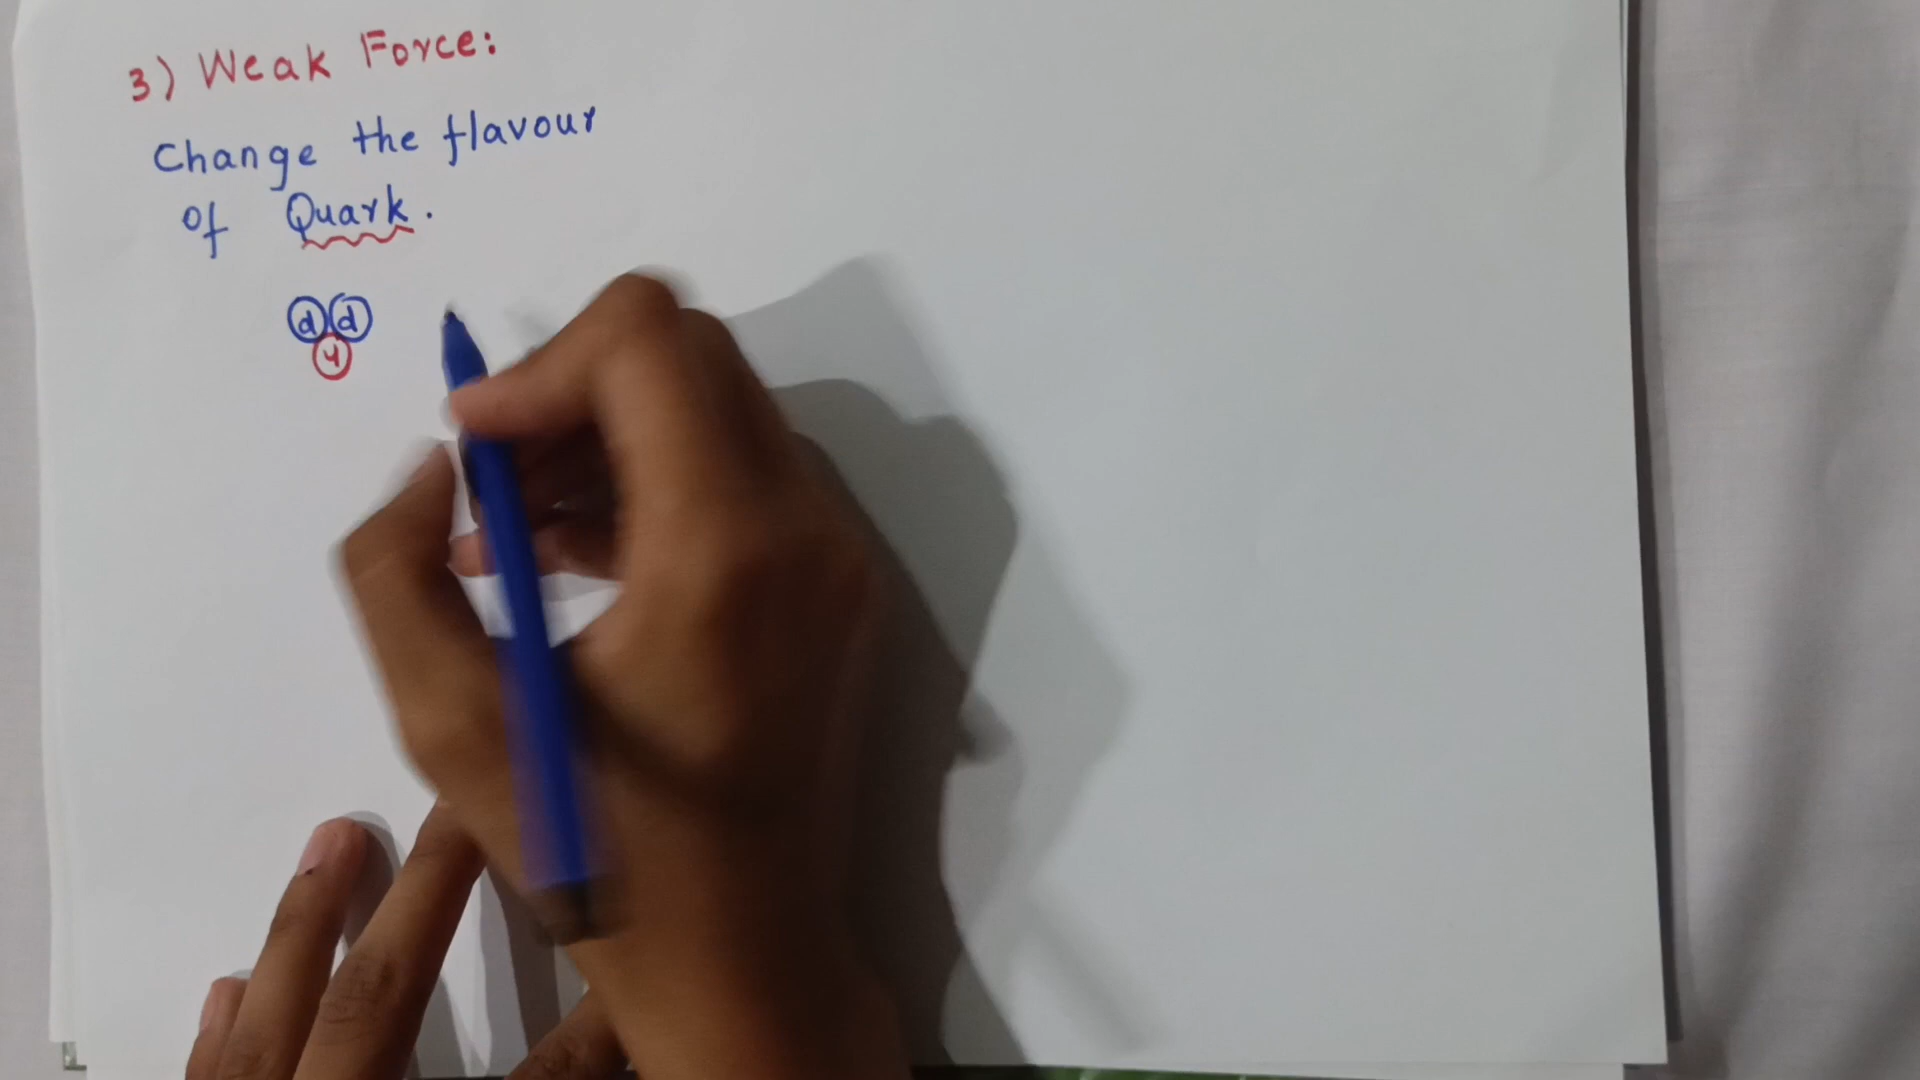 3) Weak Force:
Change the flavour
of Quark.
d d
u